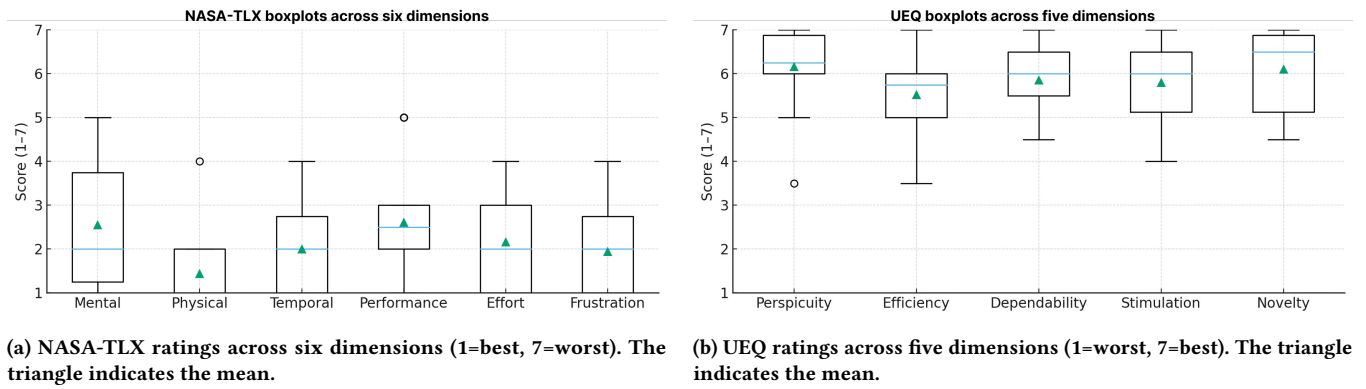 NASA-TLX boxplots across six dimensions
Score (1–7)
7
6
5
4
3
2
1
Mental Physical Temporal Performance Effort Frustration
(a) NASA-TLX ratings across six dimensions (1=best, 7=worst). The
triangle indicates the mean.
UEQ boxplots across five dimensions
Score (1–7)
7
6
5
4
3
2
1
Perspicuity Efficiency Dependability Stimulation Novelty
(b) UEQ ratings across five dimensions (1=worst, 7=best). The triangle
indicates the mean.